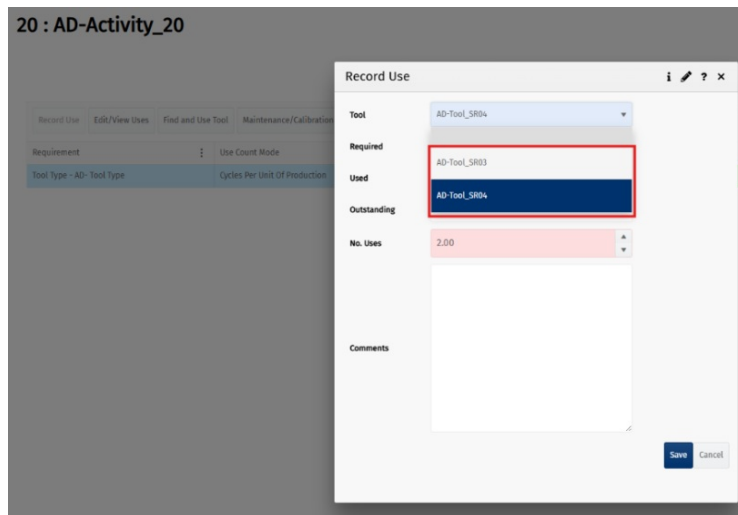 20 : AD-Activity_20
Record Use Edit/View Uses Find and Use Tool Maintenance/Calibration
Requirement Use Count Mode
Tool Type - AD- Tool Type Cycles Per Unit Of Production
Record Use i ? ×
Tool AD-Tool_SR04
Required
AD-Tool_SR03
Used
AD-Tool_SR04
Outstanding
No. Uses 2.00
Comments
Save Cancel